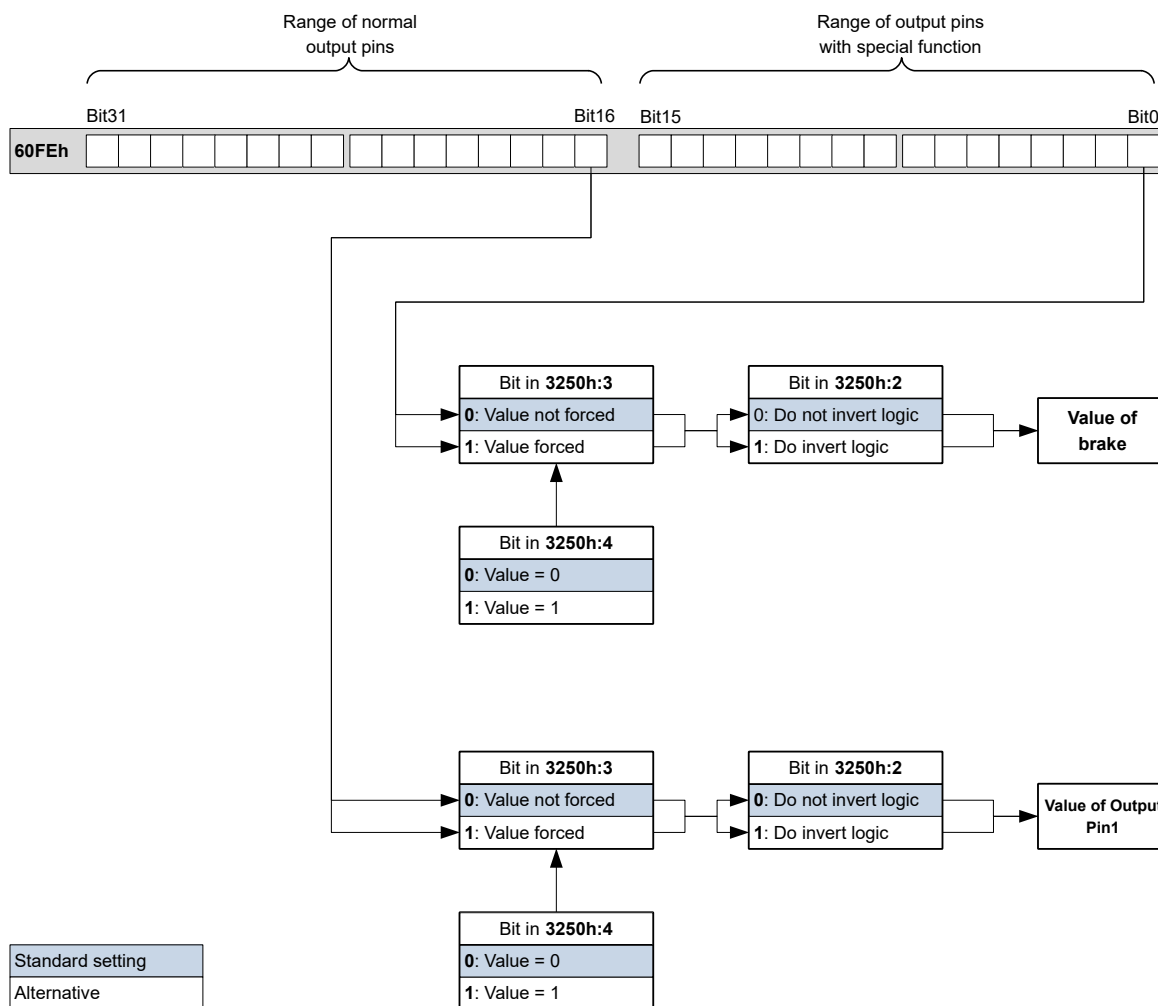 Range of normal
output pins
Range of output pins
with special function
Bit31
Bit16
Bit15
Bit0
60FEh
Bit in 3250h:3
0: Value not forced
1: Value forced
Bit in 3250h:2
0: Do not invert logic
1: Do invert logic
Value of
brake
Bit in 3250h:4
0: Value = 0
1: Value = 1
Bit in 3250h:3
0: Value not forced
1: Value forced
Bit in 3250h:2
0: Do not invert logic
1: Do invert logic
Value of Output
Pin1
Bit in 3250h:4
0: Value = 0
1: Value = 1
Standard setting
Alternative